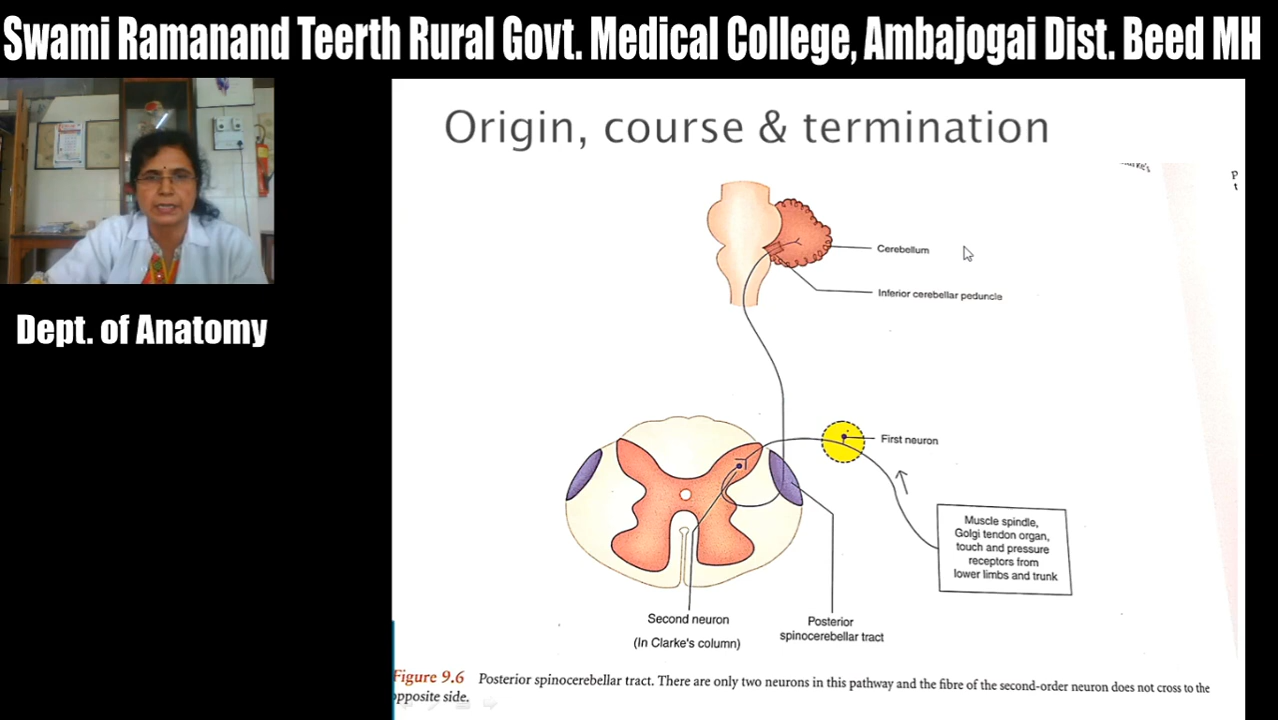 Swami Ramanand Teerth Rural Govt. Medical College, Ambajogai Dist. Beed MH
Dept. of Anatomy
Origin, course & termination
Cerebellum
Inferior cerebellar peduncle
First neuron
Muscle spindle,
Golgi tendon organ,
touch and pressure
receptors from
lower limbs and trunk
Second neuron
(In Clarke's column)
Posterior
spinocerebellar tract
Figure 9.6 Posterior spinocerebellar tract. There are only two neurons in this pathway and the fibre of the second-order neuron does not cross to the
opposite side.